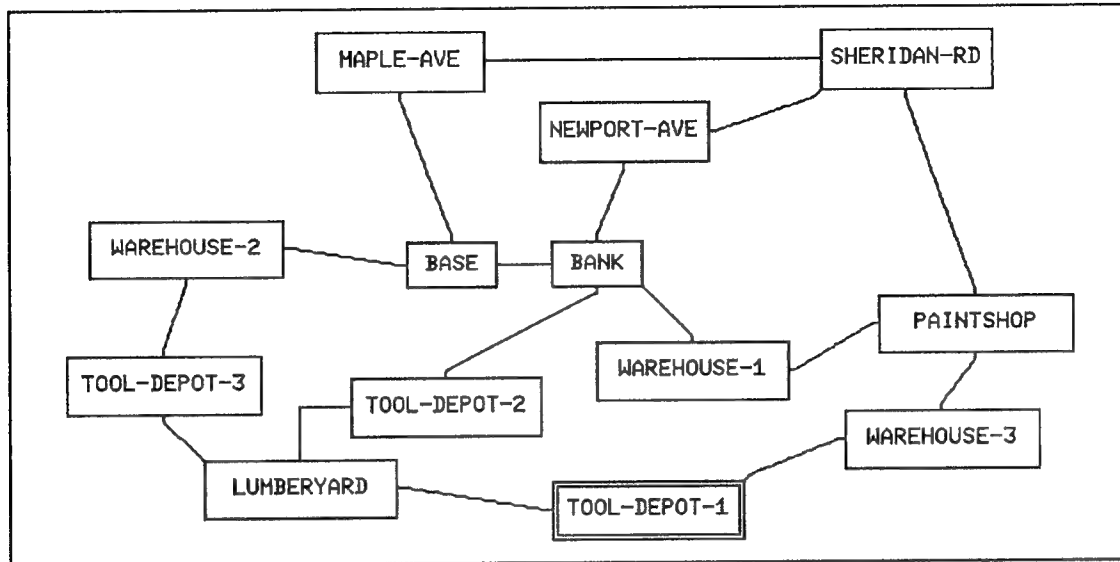 MAPLE-AVE
SHERIDAN-RD
NEWPORT-AVE
WAREHOUSE-2
BASE
BANK
PAINTSHOP
WAREHOUSE-1
TOOL-DEPOT-3
TOOL-DEPOT-2
WAREHOUSE-3
LUMBERYARD
TOOL-DEPOT-1